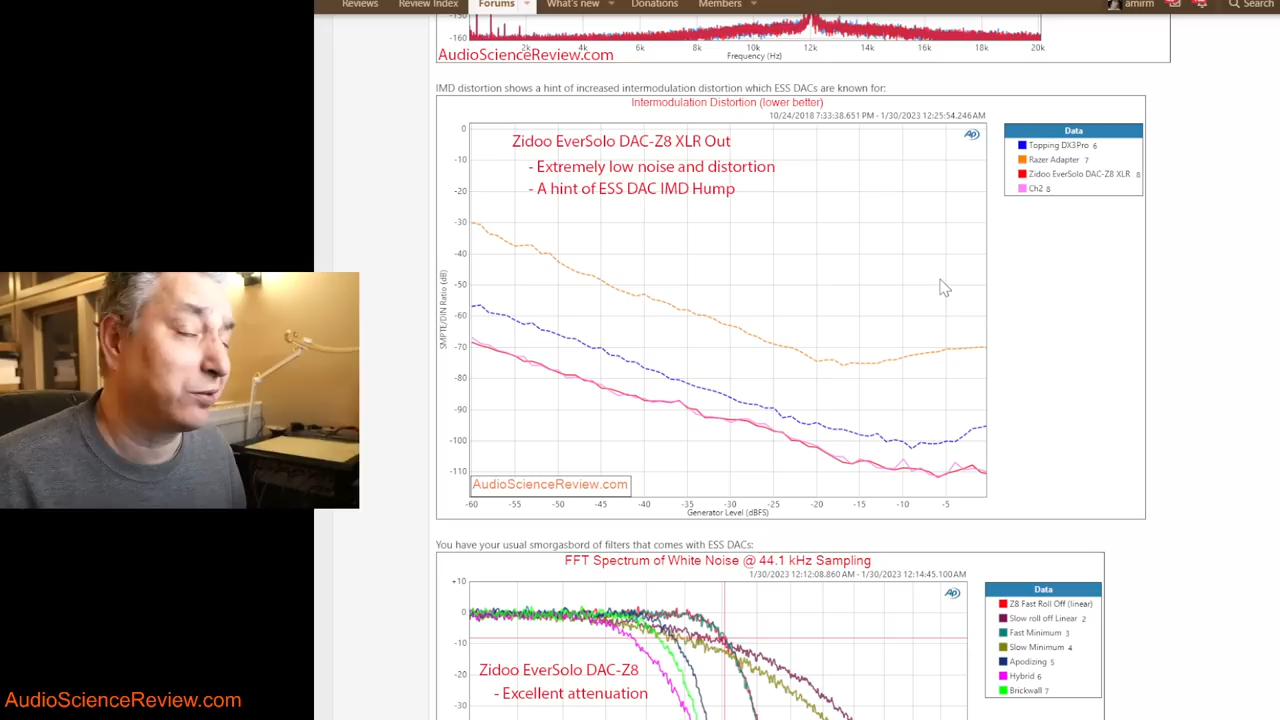 Reviews Review Index Forums What's new Donations Members amirm Search
-150
-160
2k 4k 6k 8k 10k 12k 14k 16k 18k 20k
AudioScienceReview.com
Frequency (Hz)
IMD distortion shows a hint of increased intermodulation distortion which ESS DACs are known for:
Intermodulation Distortion (lower better)
10/24/2018 7:33:38.651 PM - 1/30/2023 12:25:54.246AM
Zidoo EverSolo DAC-Z8 XLR Out
- Extremely low noise and distortion
- A hint of ESS DAC IMD Hump
AP
Data
Topping DX3Pro 6
Razer Adapter 7
Zidoo EverSolo DAC-Z8 XLR 8
Ch2 8
0
-10
-20
-30
-40
-50
-60
-70
-80
-90
-100
-110
SMPTE/DIN Ratio (dB)
AudioScienceReview.com
-60 -55 -50 -45 -40 -35 -30 -25 -20 -15 -10 -5
Generator Level (dBFS)
You have your usual smorgasbord of filters that comes with ESS DACs:
FFT Spectrum of White Noise @ 44.1 kHz Sampling
1/30/2023 12:12:08.860 AM - 1/30/2023 12:14:45.100AM
+10
0
-10
-20
-30
AP
Zidoo EverSolo DAC-Z8
- Excellent attenuation
Data
Z8 Fast Roll Off (linear)
Slow roll off Linear 2
Fast Minimum 3
Slow Minimum 4
Apodizing 5
Hybrid 6
Brickwall 7
AudioScienceReview.com